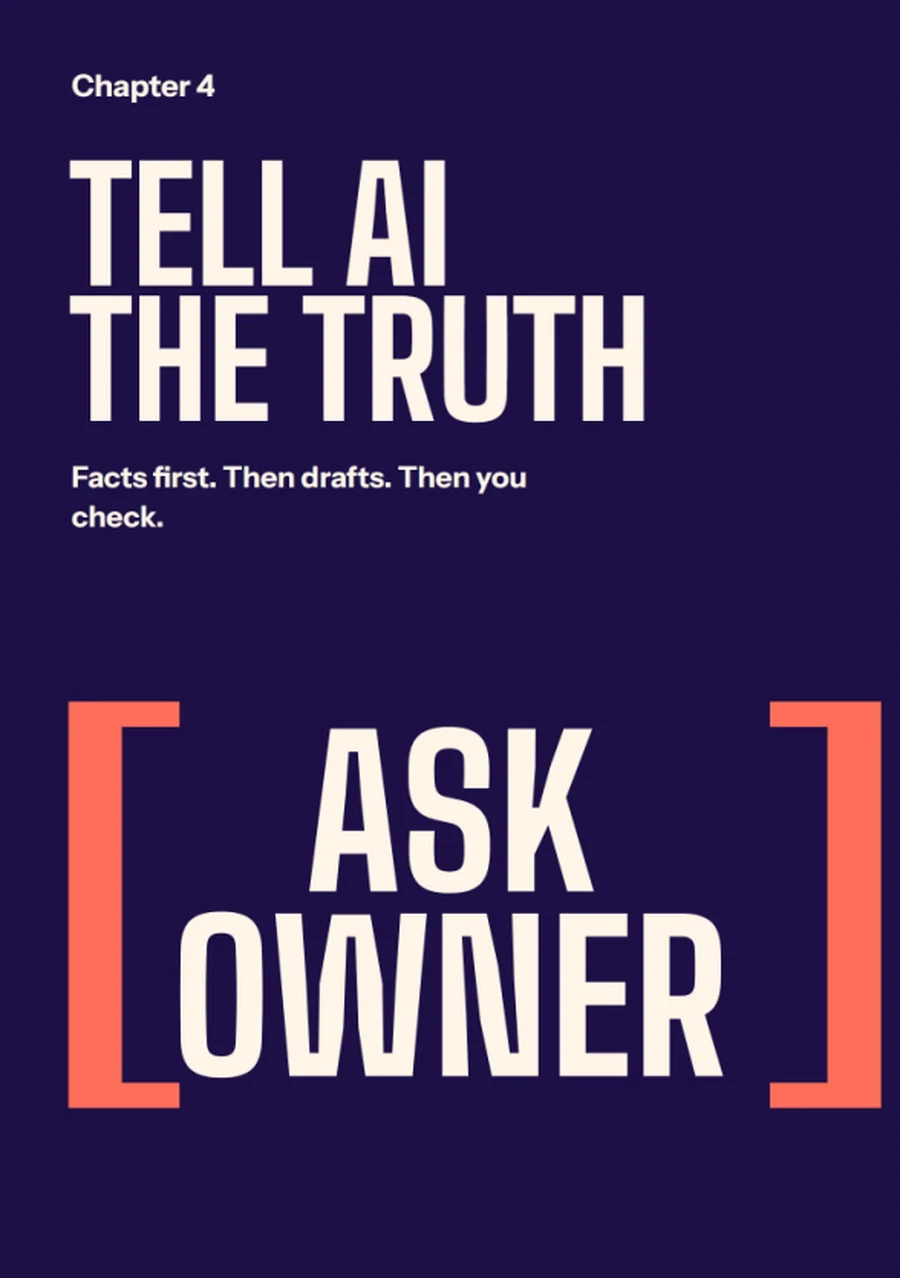 Chapter 4
TELL AI
THE TRUTH
Facts first. Then drafts. Then you
check.
[ ASK
OWNER ]